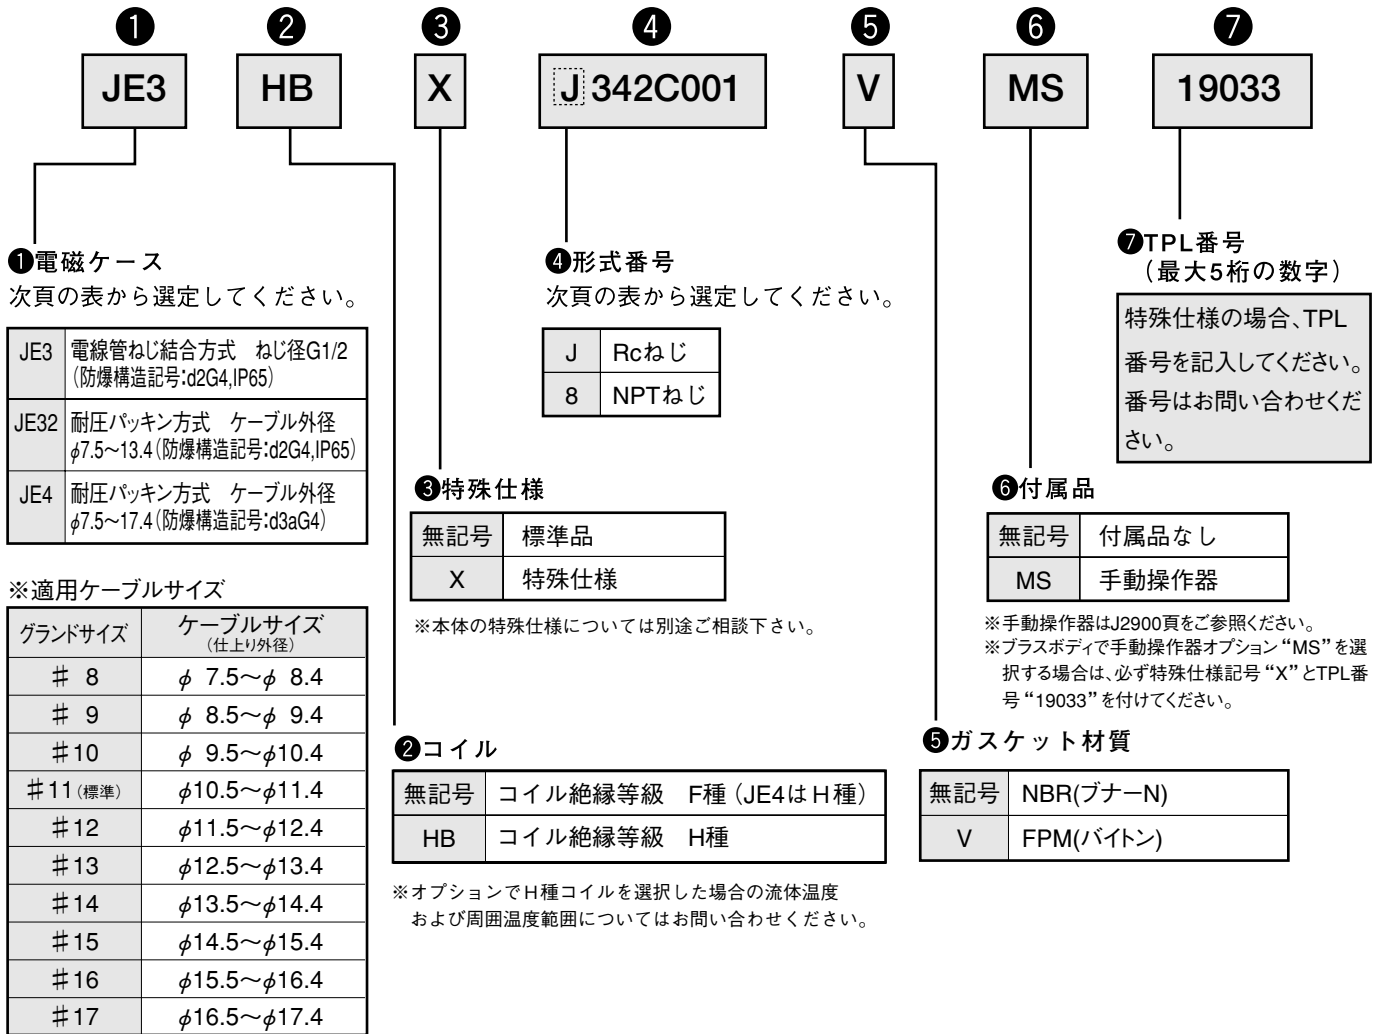 ❶ ❷ ❸ ❹ ❺ ❻ ❼
JE3 HB X J 342C001 V MS 19033
❶電磁ケース
次頁の表から選定してください。
JE3 電線管ねじ結合方式 ねじ径G1/2
(防爆構造記号:d2G4,IP65)
JE32 耐圧パッキン方式 ケーブル外径
φ7.5〜13.4(防爆構造記号:d2G4,IP65)
JE4 耐圧パッキン方式 ケーブル外径
φ7.5〜17.4(防爆構造記号:d3aG4)
※適用ケーブルサイズ
グランドサイズ ケーブルサイズ
(仕上り外径)
♯ 8 φ 7.5〜φ 8.4
♯ 9 φ 8.5〜φ 9.4
♯10 φ 9.5〜φ10.4
♯11(標準) φ10.5〜φ11.4
♯12 φ11.5〜φ12.4
♯13 φ12.5〜φ13.4
♯14 φ13.5〜φ14.4
♯15 φ14.5〜φ15.4
♯16 φ15.5〜φ16.4
♯17 φ16.5〜φ17.4
❹形式番号
次頁の表から選定してください。
J Rcねじ
8 NPTねじ
❸特殊仕様
無記号 標準品
X 特殊仕様
※本体の特殊仕様については別途ご相談下さい。
❷コイル
無記号 コイル絶縁等級 F種(JE4はH種)
HB コイル絶縁等級 H種
※オプションでH種コイルを選択した場合の流体温度
および周囲温度範囲についてはお問い合わせください。
❼TPL番号
(最大5桁の数字)
特殊仕様の場合、TPL
番号を記入してください。
番号はお問い合わせくだ
さい。
❻付属品
無記号 付属品なし
MS 手動操作器
※手動操作器はJ2900頁をご参照ください。
※ブラスボディで手動操作器オプション“MS”を選
択する場合は、必ず特殊仕様記号“X”とTPL番
号“19033”を付けてください。
❺ガスケット材質
無記号 NBR(ブナーN)
V FPM(バイトン)